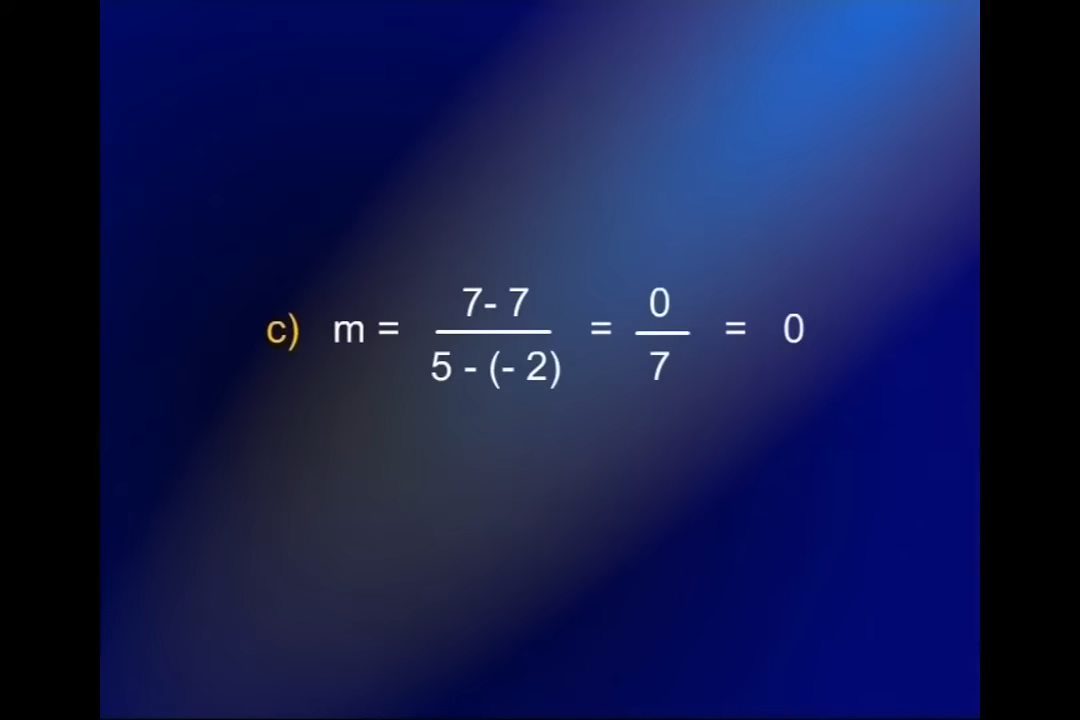 c) m = 7- 7 / 5 - (- 2) = 0 / 7 = 0